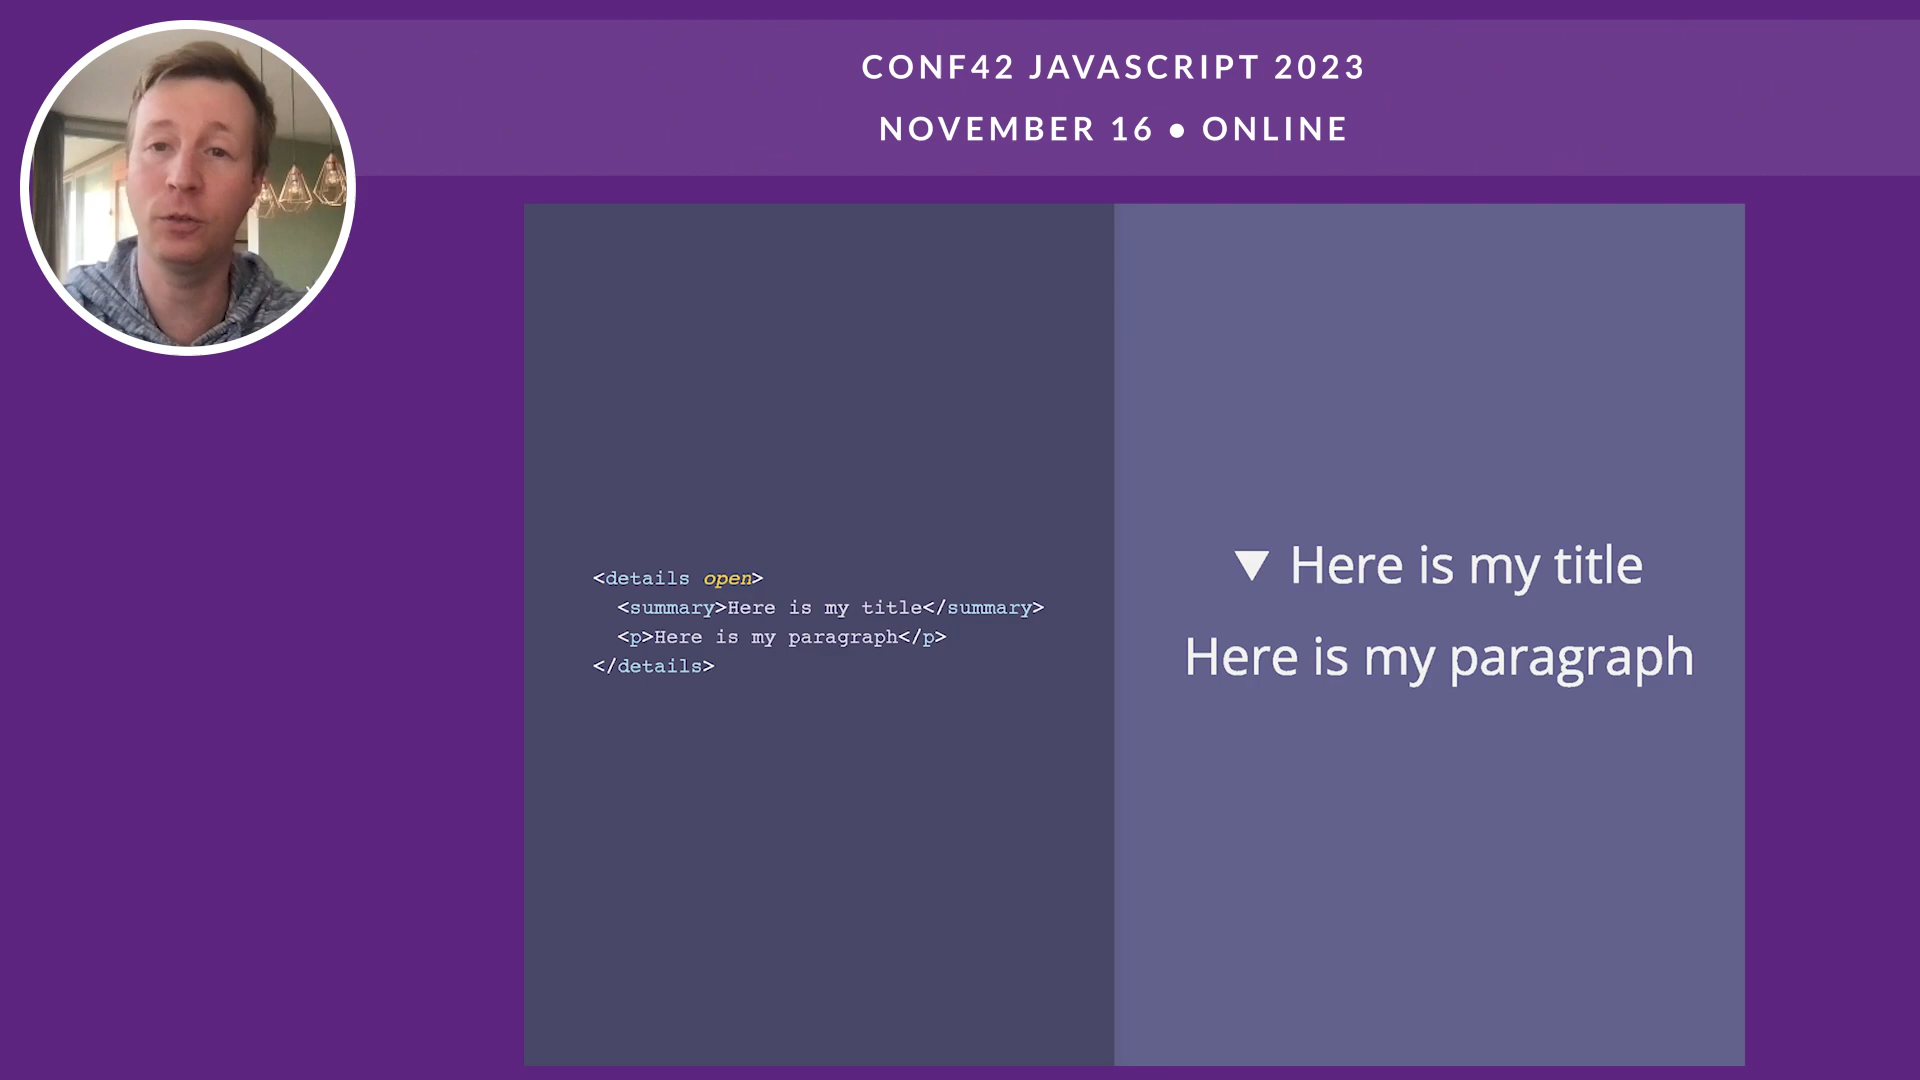 CONF42 JAVASCRIPT 2023
NOVEMBER 16 ● ONLINE
<details open>
  <summary>Here is my title</summary>
  <p>Here is my paragraph</p>
</details>
▼ Here is my title
Here is my paragraph